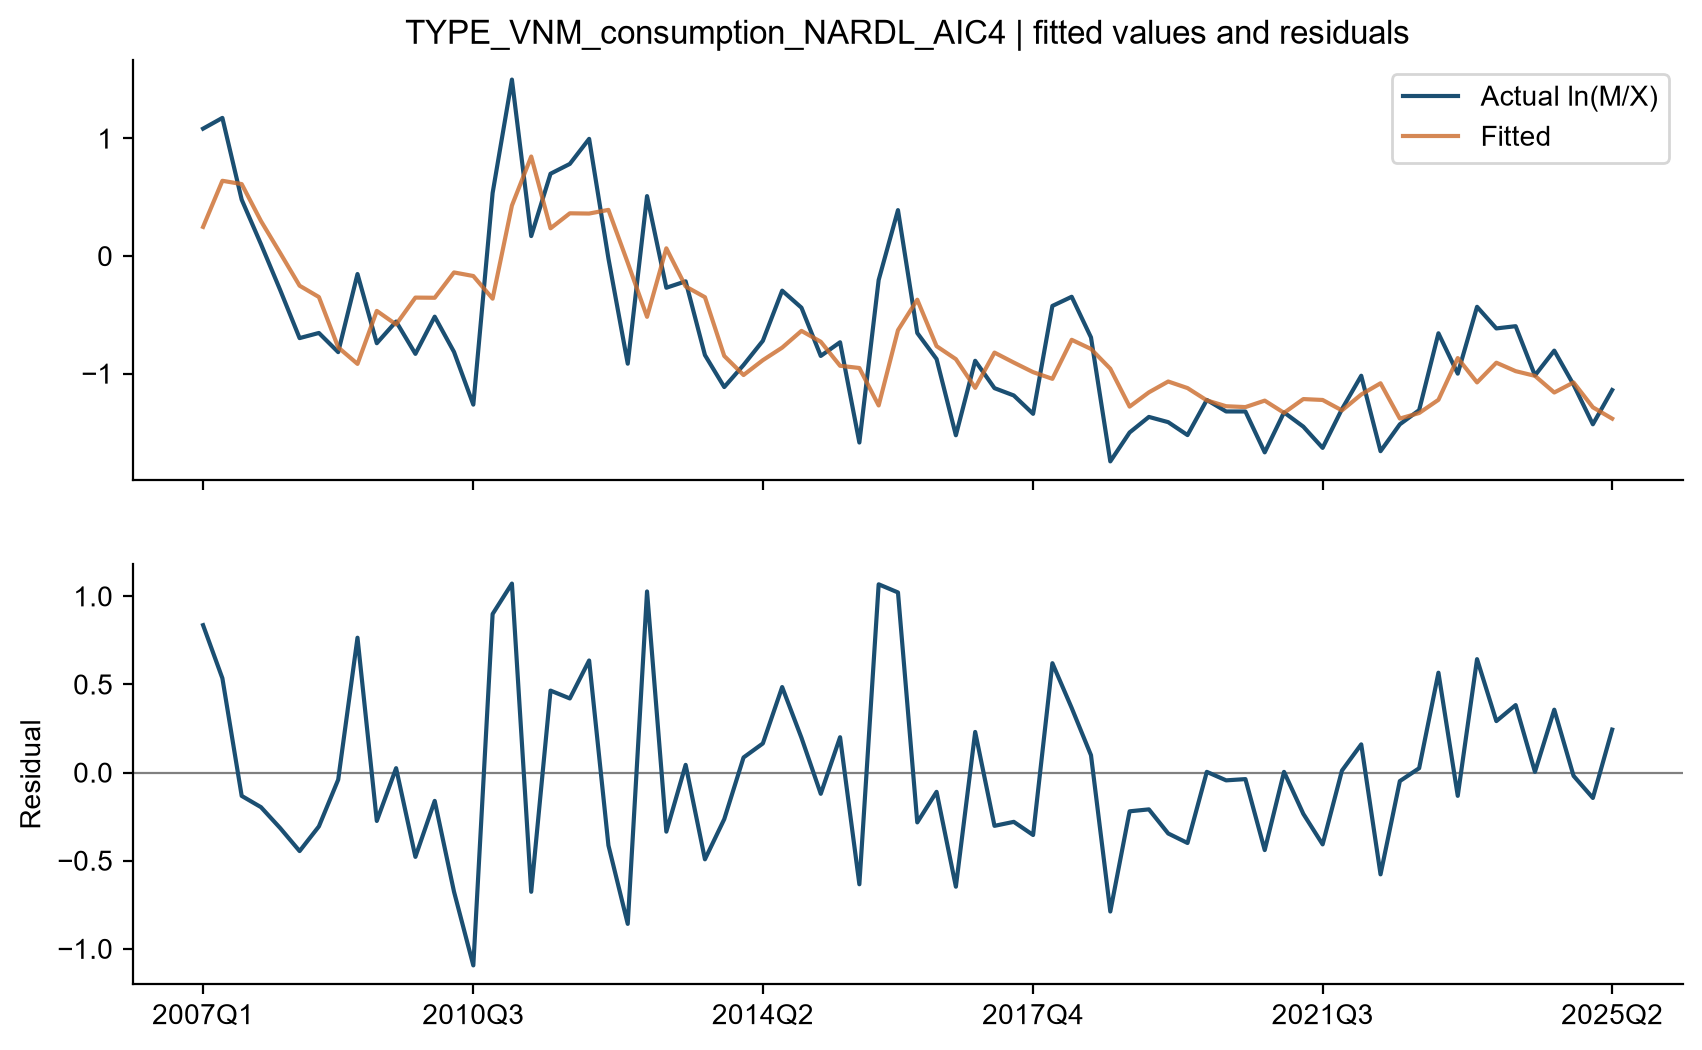 TYPE_VNM_consumption_NARDL_AIC4 | fitted values and residuals
Actual ln(M/X)
Fitted
1
0
−1
Residual
1.0
0.5
0.0
−0.5
−1.0
2007Q1 2010Q3 2014Q2 2017Q4 2021Q3 2025Q2